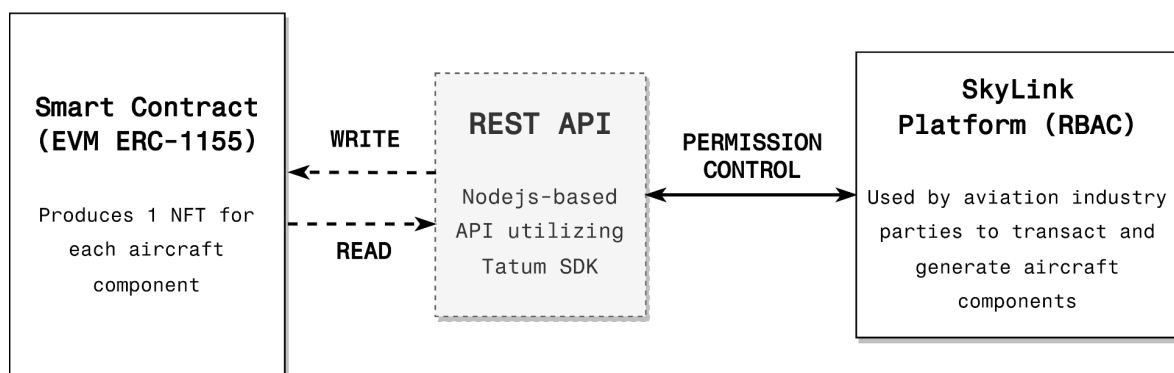 Smart Contract
(EVM ERC-1155)
Produces 1 NFT for
each aircraft
component
WRITE
READ
REST API
Nodejs-based
API utilizing
Tatum SDK
PERMISSION
CONTROL
SkyLink
Platform (RBAC)
Used by aviation industry
parties to transact and
generate aircraft
components